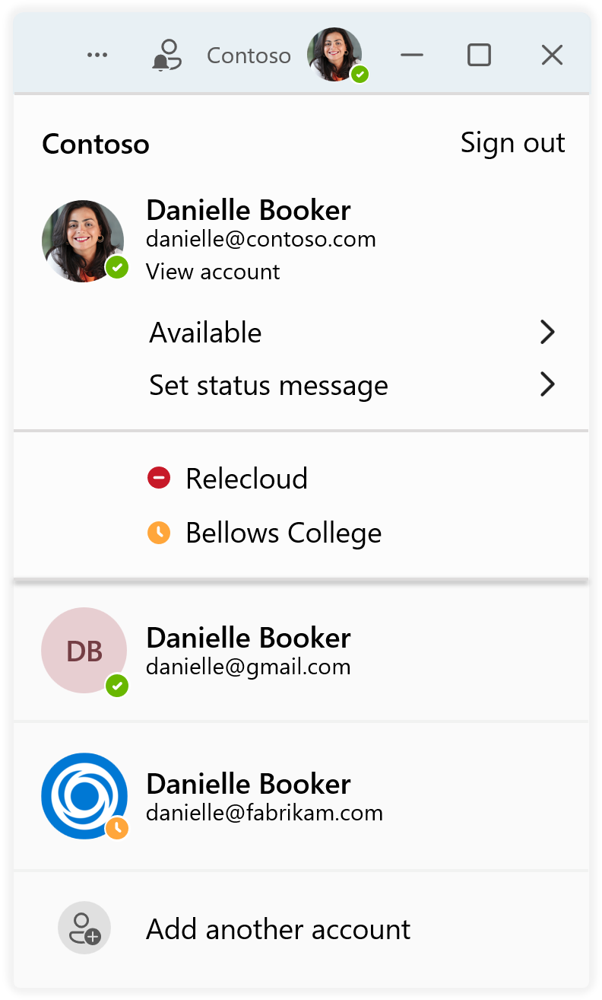 Contoso
Contoso
Sign out
Danielle Booker
danielle@contoso.com
View account
Available
Set status message
Relecloud
Bellows College
DB
Danielle Booker
danielle@gmail.com
Danielle Booker
danielle@fabrikam.com
Add another account